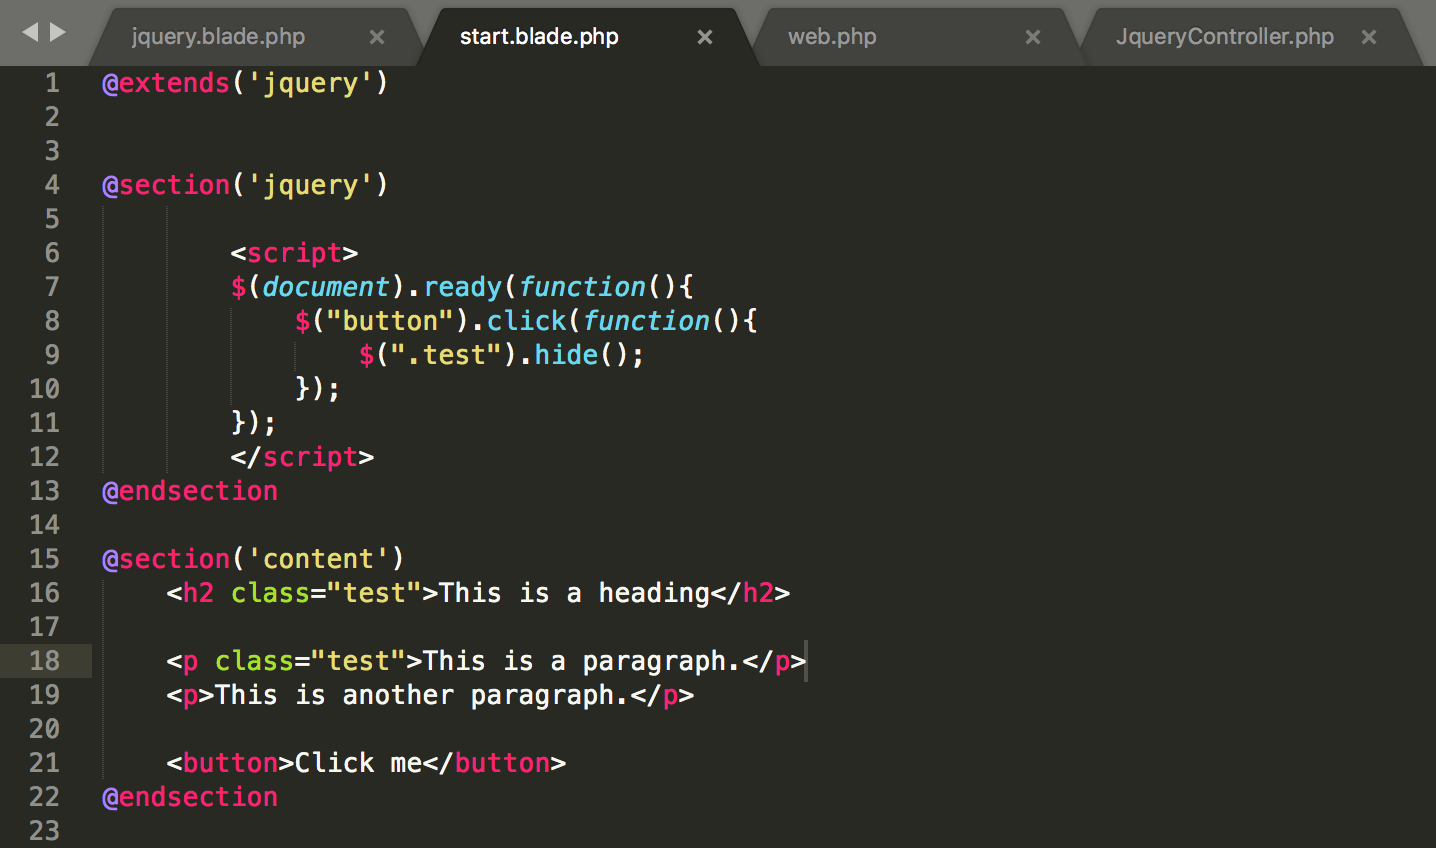 jquery.blade.php × start.blade.php × web.php × JqueryController.php ×
1 @extends('jquery')
2
3
4 @section('jquery')
5
6 <script>
7 $(document).ready(function(){
8 $("button").click(function(){
9 $(".test").hide();
10 });
11 });
12 </script>
13 @endsection
14
15 @section('content')
16 <h2 class="test">This is a heading</h2>
17
18 <p class="test">This is a paragraph.</p>
19 <p>This is another paragraph.</p>
20
21 <button>Click me</button>
22 @endsection
23